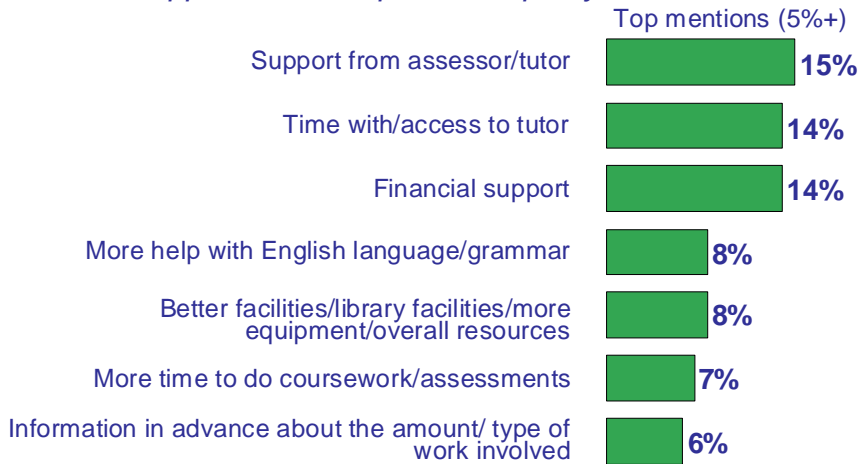 Top mentions (5%+)
Support from assessor/tutor 15%
Time with/access to tutor 14%
Financial support 14%
More help with English language/grammar 8%
Better facilities/library facilities/more
equipment/overall resources 8%
More time to do coursework/assessments 7%
Information in advance about the amount/ type of
work involved 6%